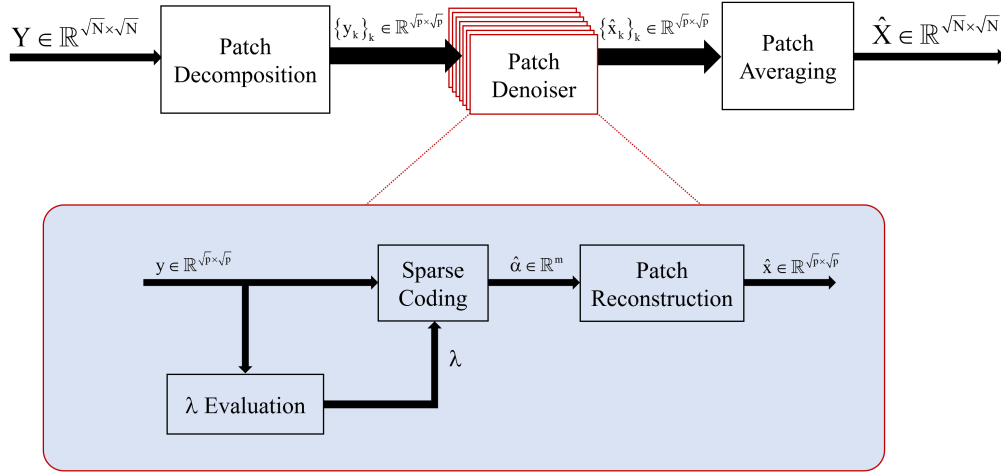 Y ∈ ℝ^{√N×√N}
Patch
Decomposition
{y_k}_k ∈ ℝ^{√p×√p}
Patch
Denoiser
{x̂_k}_k ∈ ℝ^{√p×√p}
Patch
Averaging
X̂ ∈ ℝ^{√N×√N}
y ∈ ℝ^{√p×√p}
Sparse
Coding
α̂ ∈ ℝ^m
Patch
Reconstruction
x̂ ∈ ℝ^{√p×√p}
λ
λ Evaluation